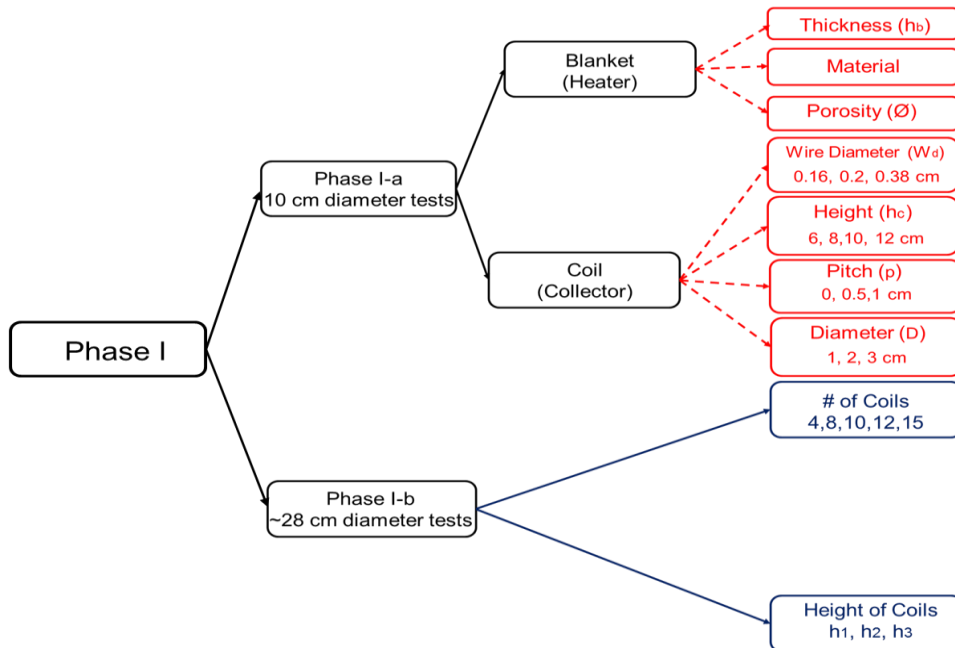 Thickness (hb)
Blanket
(Heater)
Material
Porosity (Ø)
Phase I-a
10 cm diameter tests
Wire Diameter (Wd)
0.16, 0.2, 0.38 cm
Height (hc)
6, 8,10, 12 cm
Coil
(Collector)
Pitch (p)
0, 0.5,1 cm
Diameter (D)
1, 2, 3 cm
Phase I
# of Coils
4,8,10,12,15
Phase I-b
~28 cm diameter tests
Height of Coils
h1, h2, h3